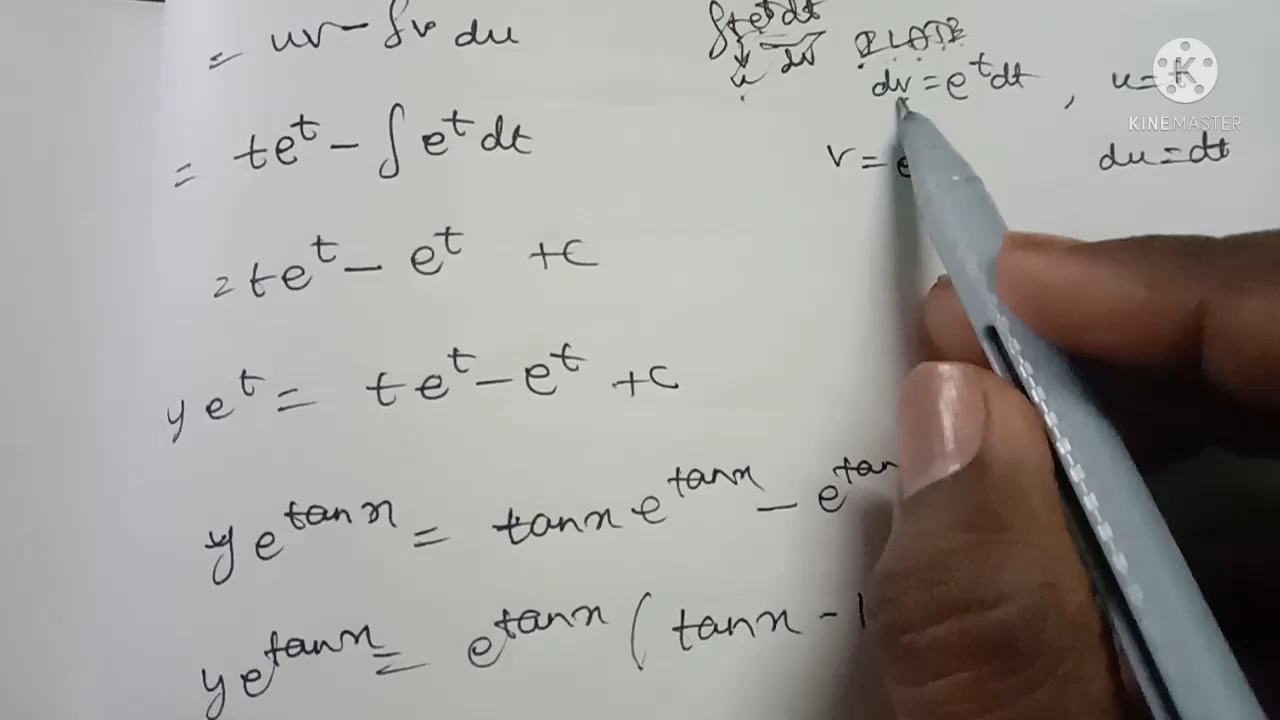 = uv - ∫v du
∫te^t dt
u dv
ILATE
dv = e^t dt , u = t
KINEMASTER
= te^t - ∫ e^t dt
v = e
du = dt
= te^t - e^t + c
ye^t = te^t - e^t + c
ye^tanx = tanx e^tanx - e^tan
ye^tanx = e^tanx ( tanx - 1